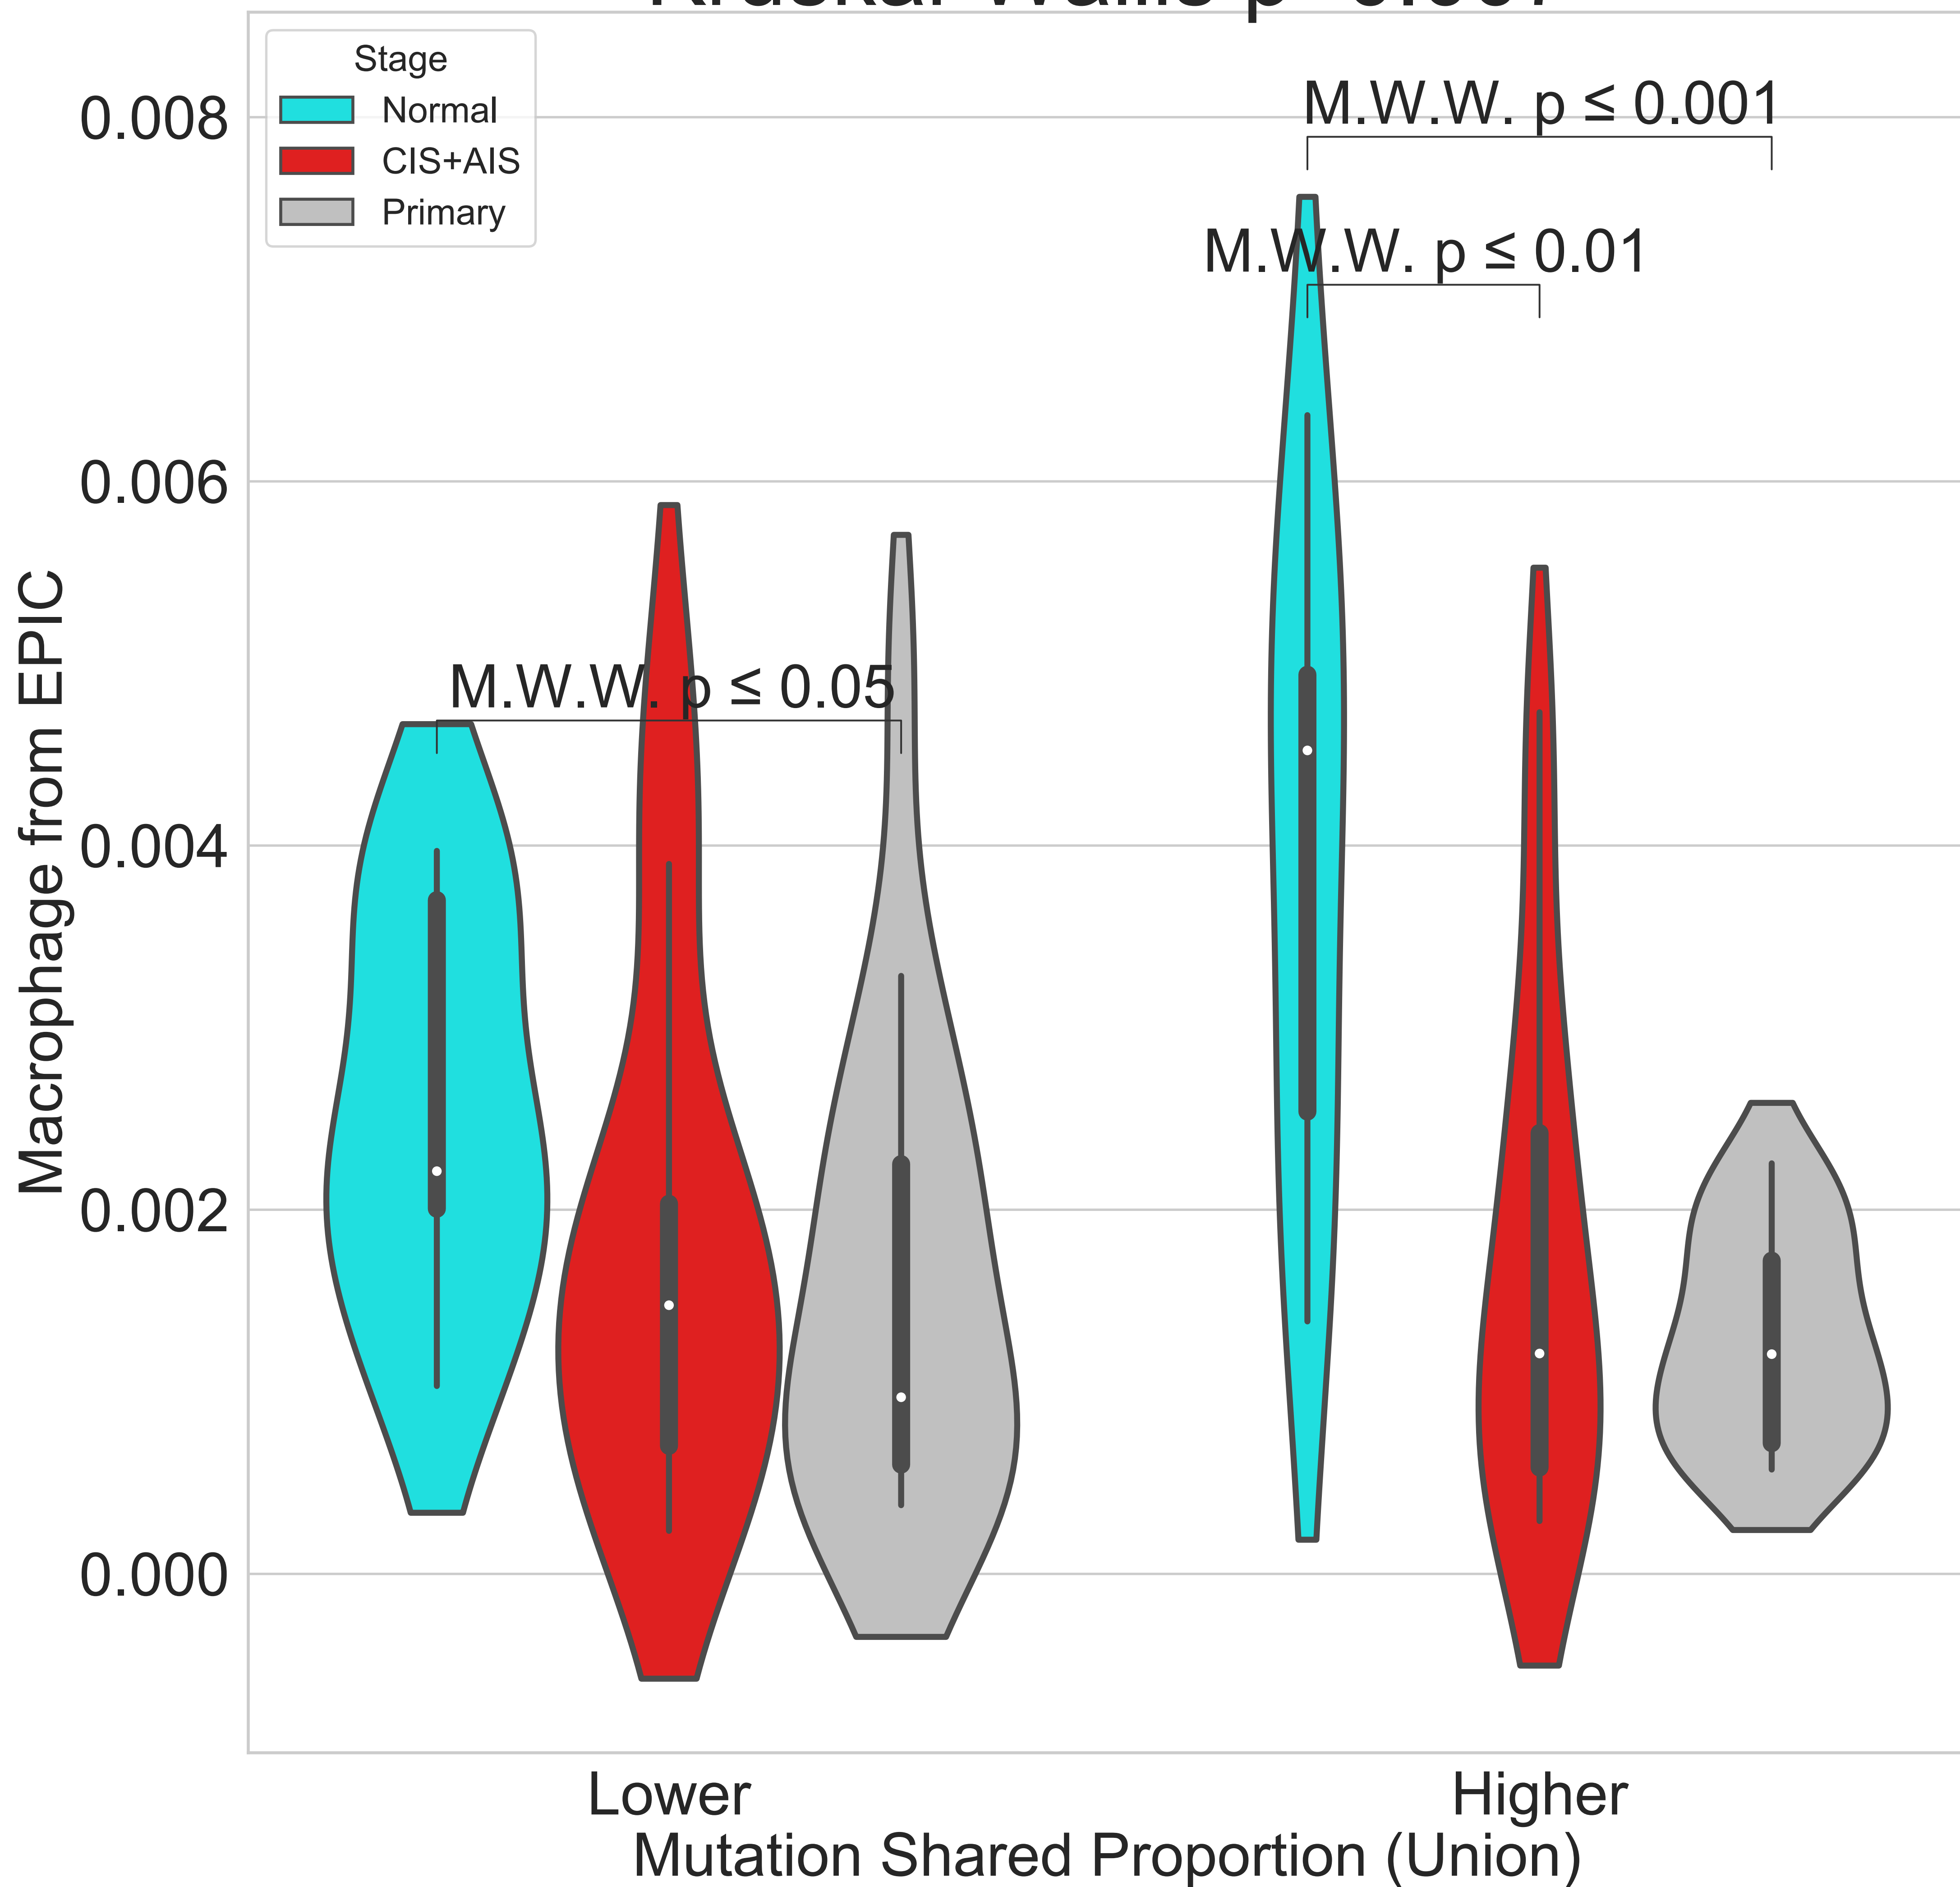 Stage
Normal
CIS+AIS
Primary
M.W.W. p ≤ 0.001
M.W.W. p ≤ 0.01
M.W.W. p ≤ 0.05
0.008
0.006
0.004
0.002
0.000
Macrophage from EPIC
Lower
Higher
Mutation Shared Proportion (Union)